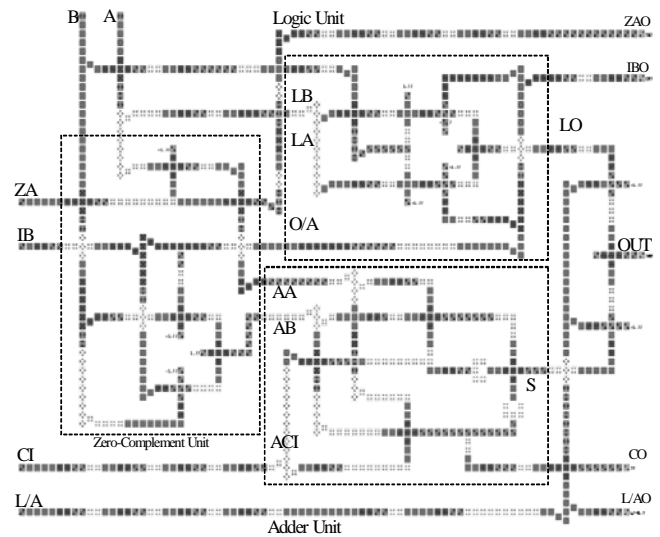 B A Logic Unit ZAO
IBO
LB LO
LA
ZA
O/A
IB OUT
AA
AB
S
Zero-Complement Unit
ACI
CI CO
L/A L/AO
Adder Unit